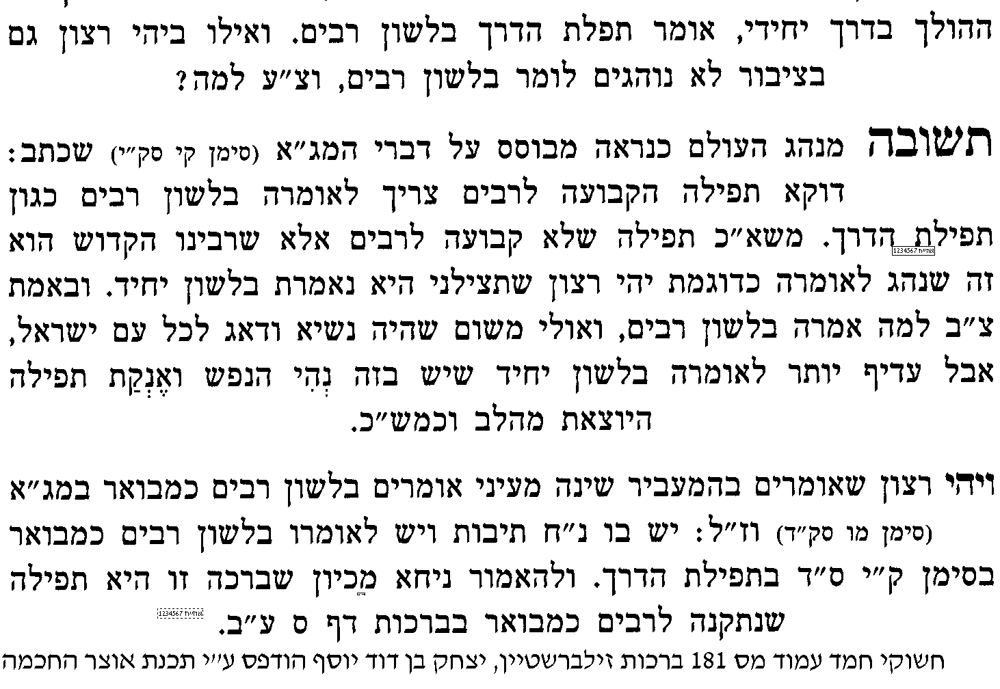 ההולך בדרך יחידי, אומר תפלת הדרך בלשון רבים. ואילו ביהי רצון גם
בציבור לא נוהגים לומר בלשון רבים, וצ״ע למה?
תשובה מנהג העולם כנראה מבוסס על דברי המג״א (סימן קי סק״י) שכתב:
דוקא תפילה הקבועה לרבים צריך לאומרה בלשון רבים כגון
תפילת הדרך. משא״כ תפילה שלא קבועה לרבים אלא שרבינו הקדוש הוא
אח״ח 1234567
זה שנהג לאומרה כדוגמת יהי רצון שתצילני היא נאמרת בלשון יחיד. ובאמת
צ״ב למה אמרה בלשון רבים, ואולי משום שהיה נשיא ודאג לכל עם ישראל,
אבל עדיף יותר לאומרה בלשון יחיד שיש בזה נְהִי הנפש ואֶנְקַת תפילה
היוצאת מהלב וכמש״כ.
ויהי רצון שאומרים בהמעביר שינה מעיני אומרים בלשון רבים כמבואר במג״א
(סימן מו סק״ד) וז״ל: יש בו נ״ח תיבות ויש לאומרו בלשון רבים כמבואר
בסימן ק״י ס״ד בתפילת הדרך. ולהאמור ניחא מכיון שברכה זו היא תפילה
שנתקנה לרבים כמבואר בברכות דף ס ע״ב.
אח״ח 1234567
חשוקי חמד עמוד מס 181 ברכות זילברשטיין, יצחק בן דוד יוסף הודפס ע״י תכנת אוצר החכמה